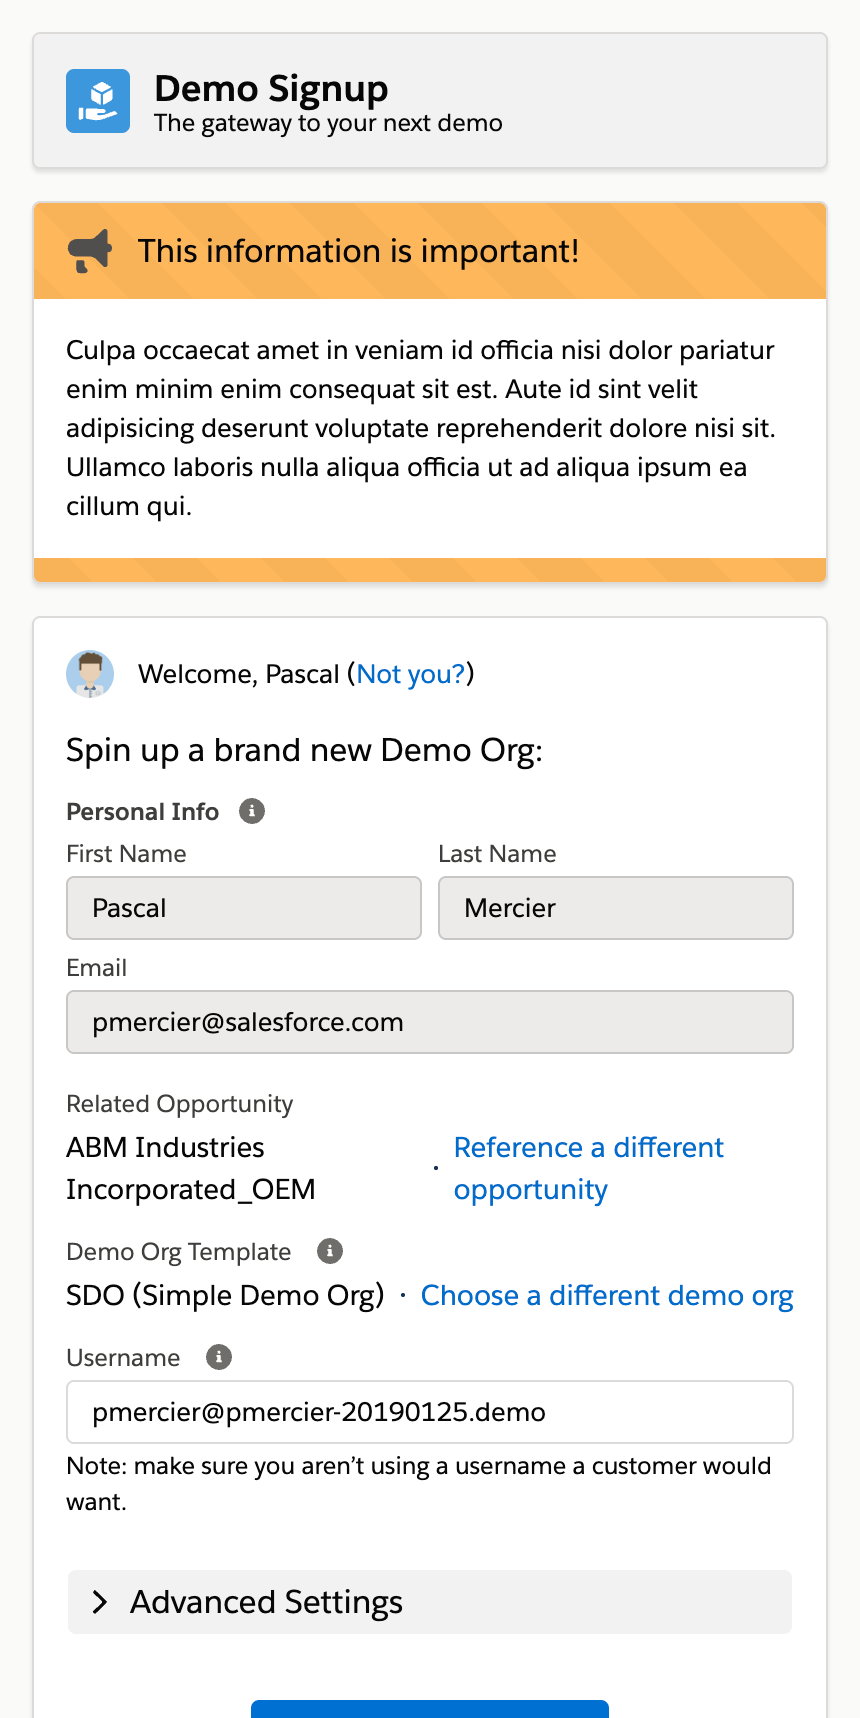 Demo Signup
The gateway to your next demo
This information is important!
Culpa occaecat amet in veniam id officia nisi dolor pariatur
enim minim enim consequat sit est. Aute id sint velit
adipisicing deserunt voluptate reprehenderit dolore nisi sit.
Ullamco laboris nulla aliqua officia ut ad aliqua ipsum ea
cillum qui.
Welcome, Pascal (Not you?)
Spin up a brand new Demo Org:
Personal Info
First Name
Last Name
Pascal
Mercier
Email
pmercier@salesforce.com
Related Opportunity
ABM Industries
Incorporated_OEM
· Reference a different
opportunity
Demo Org Template
SDO (Simple Demo Org) · Choose a different demo org
Username
pmercier@pmercier-20190125.demo
Note: make sure you aren’t using a username a customer would
want.
Advanced Settings